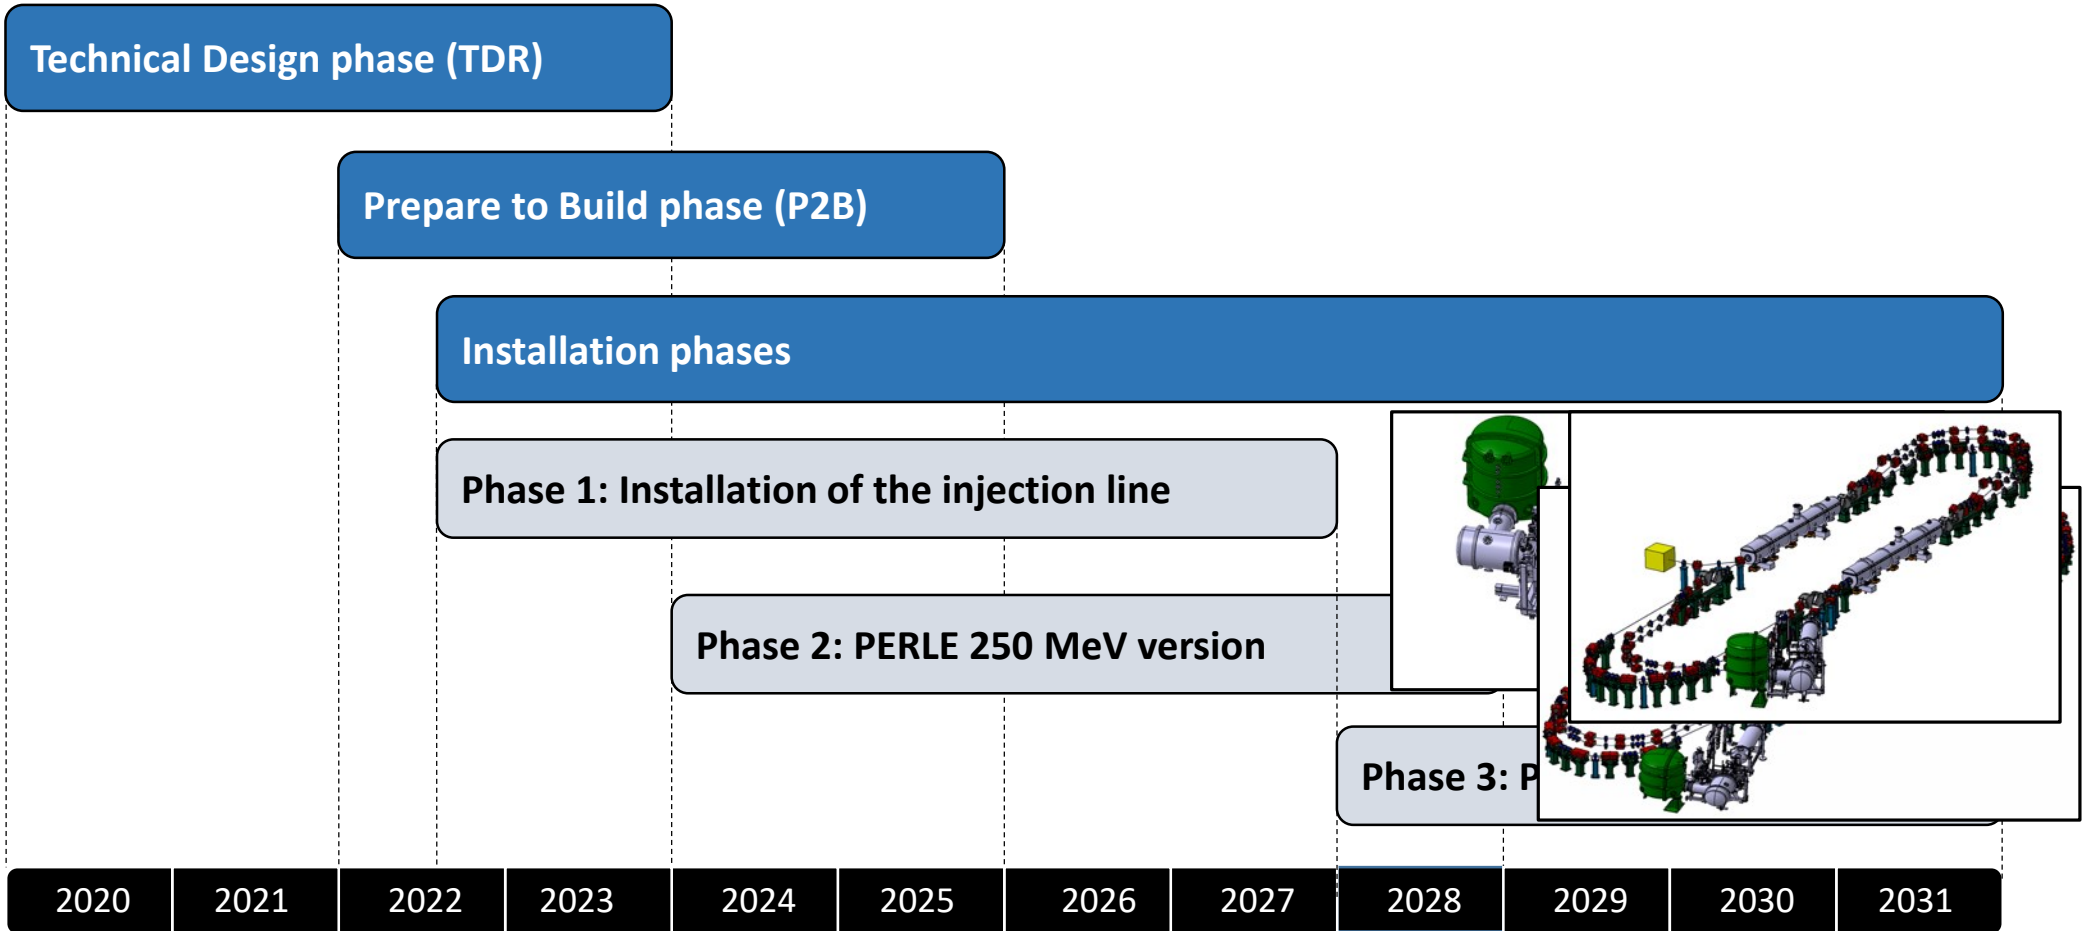 Technical Design phase (TDR)
Prepare to Build phase (P2B)
Installation phases
Phase 1: Installation of the injection line
Phase 2: PERLE 250 MeV version
Phase 3: P
2020 2021 2022 2023 2024 2025 2026 2027 2028 2029 2030 2031